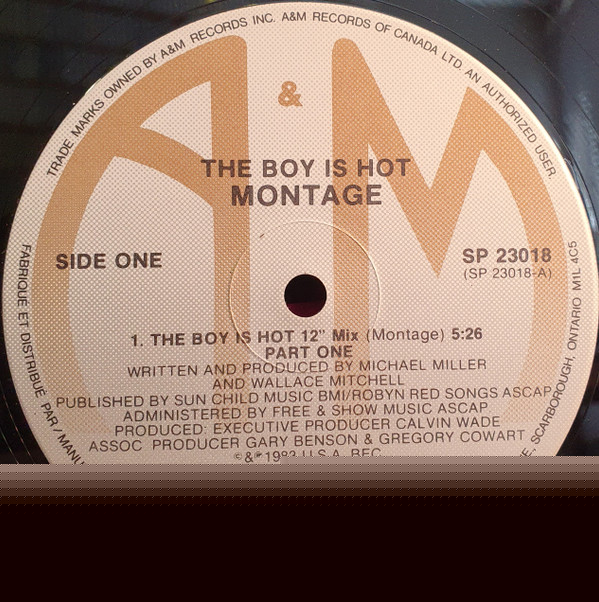 TRADE MARKS OWNED BY A&M RECORDS INC. A&M RECORDS OF CANADA LTD. AN AUTHORIZED USER.
A&M
THE BOY IS HOT
MONTAGE
SIDE ONE
SP 23018
(SP 23018-A)
1. THE BOY IS HOT 12" Mix (Montage) 5:26
PART ONE
WRITTEN AND PRODUCED BY MICHAEL MILLER
AND WALLACE MITCHELL
PUBLISHED BY SUN CHILD MUSIC BMI/ROBYN RED SONGS ASCAP
ADMINISTERED BY FREE & SHOW MUSIC ASCAP
PRODUCED: EXECUTIVE PRODUCER CALVIN WADE
ASSOC PRODUCER GARY BENSON & GREGORY COWART
©&℗ 1983 U.S.A. REC
FABRIQUÉ ET DISTRIBUÉ PAR /
SCARBOROUGH, ONTARIO M1L 4C5